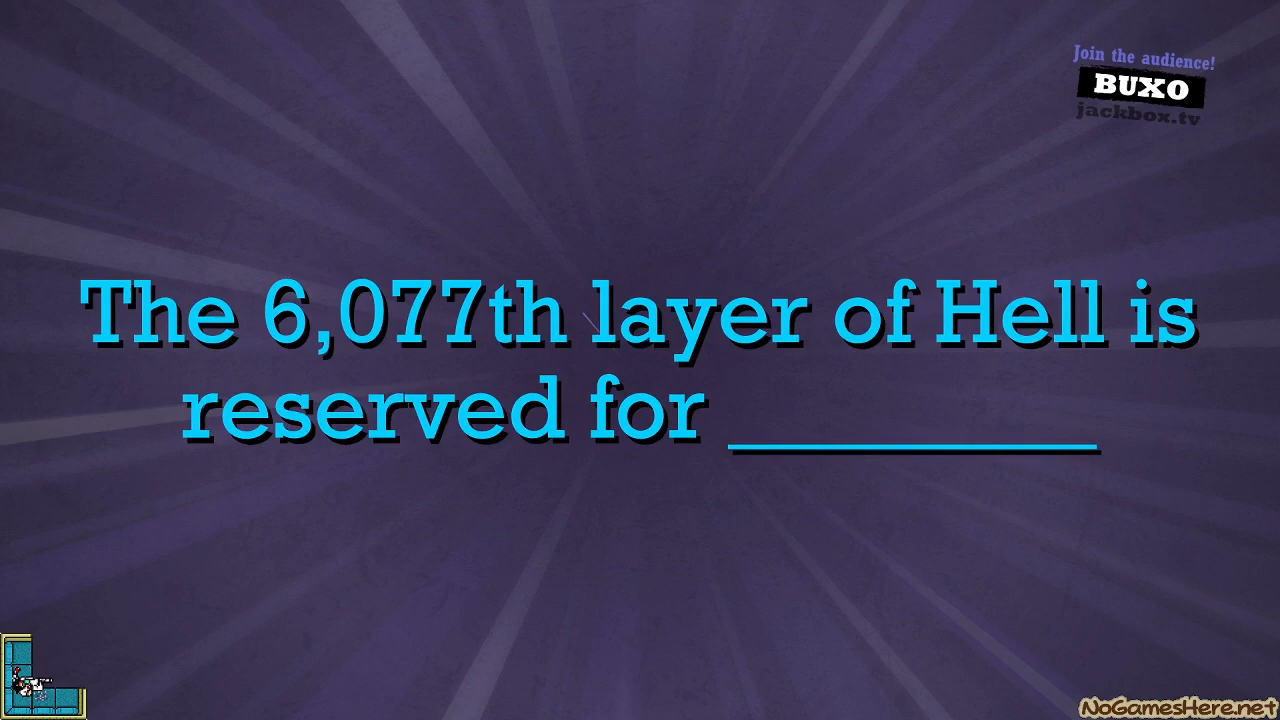 Join the audience!
BUXO
jackbox.tv
The 6,077th layer of Hell is
reserved for ________
NoGamesHere.net